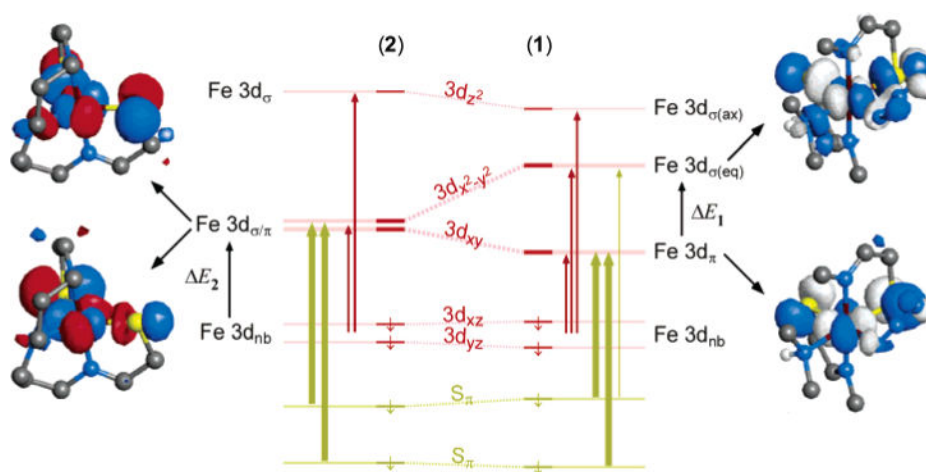 (2) (1)
Fe 3dσ 3dz² Fe 3dσ(ax)
3dx²-y² Fe 3dσ(eq)
ΔE1
Fe 3dσ/π 3dxy Fe 3dπ
ΔE2
Fe 3dnb 3dxz Fe 3dnb
3dyz
Sπ
Sπ